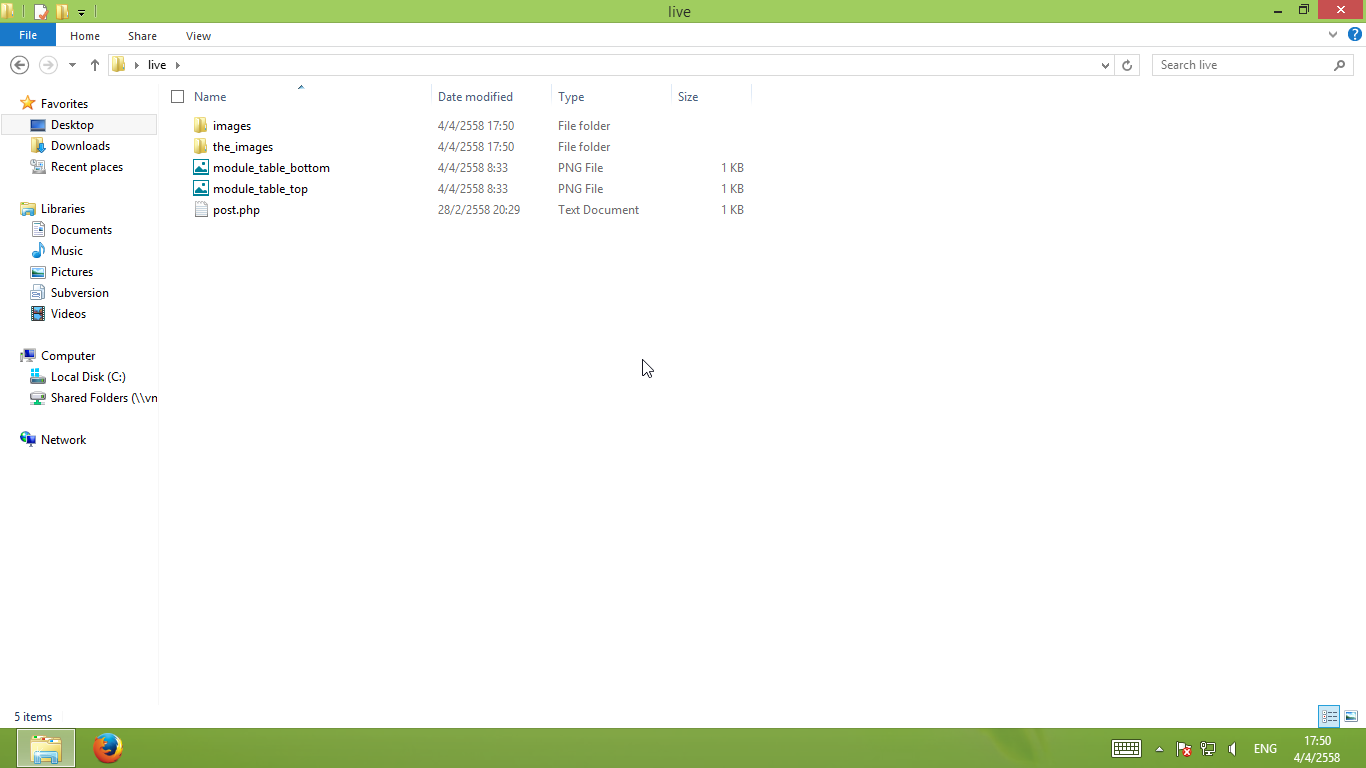 live
File Home Share View
live Search live
Name Date modified Type Size
images 4/4/2558 17:50 File folder
the_images 4/4/2558 17:50 File folder
module_table_bottom 4/4/2558 8:33 PNG File 1 KB
module_table_top 4/4/2558 8:33 PNG File 1 KB
post.php 28/2/2558 20:29 Text Document 1 KB
Favorites
Desktop
Downloads
Recent places
Libraries
Documents
Music
Pictures
Subversion
Videos
Computer
Local Disk (C:)
Shared Folders (\\vn
Network
5 items
ENG 17:50
4/4/2558